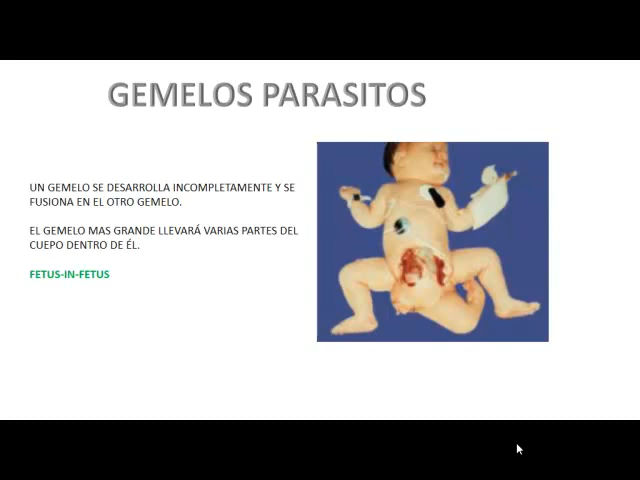 GEMELOS PARASITOS
UN GEMELO SE DESARROLLA INCOMPLETAMENTE Y SE
FUSIONA EN EL OTRO GEMELO.
EL GEMELO MAS GRANDE LLEVARÁ VARIAS PARTES DEL
CUEPO DENTRO DE ÉL.
FETUS-IN-FETUS